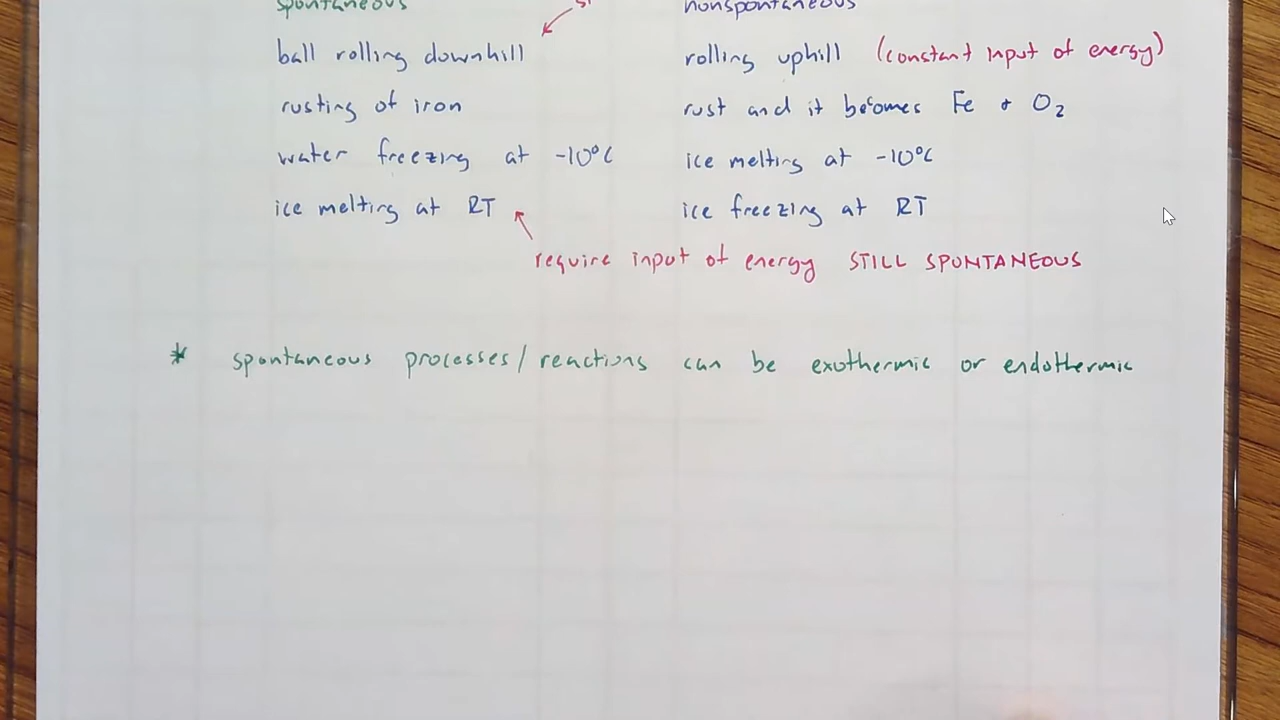 spontaneous nonspontaneous
ball rolling downhill rolling uphill (constant input of energy)
rusting of iron rust and it becomes Fe + O2
water freezing at -10°C ice melting at -10°C
ice melting at RT ice freezing at RT
require input of energy STILL SPONTANEOUS
* spontaneous processes/reactions can be exothermic or endothermic